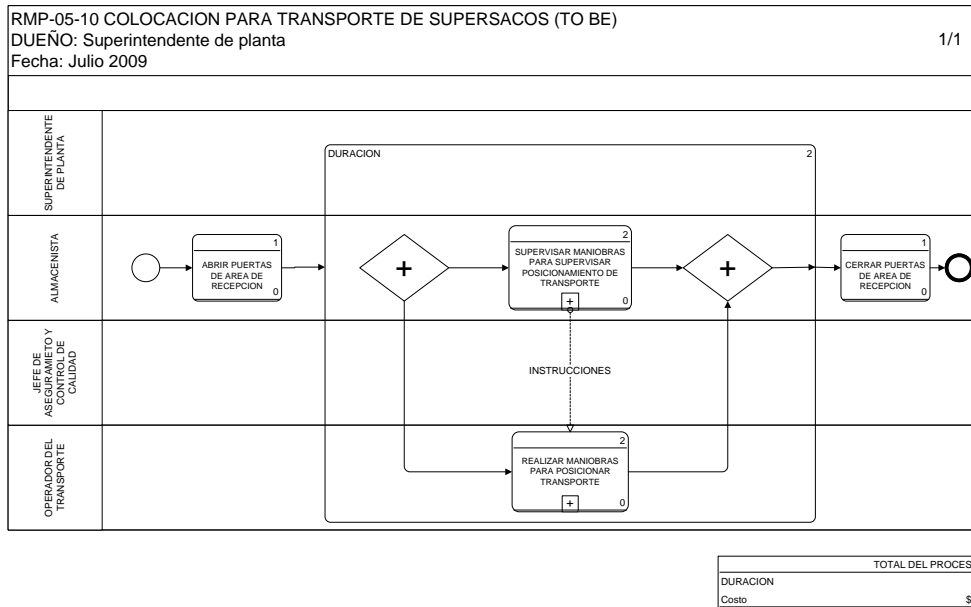 RMP-05-10 COLOCACION PARA TRANSPORTE DE SUPERSACOS (TO BE)
DUEÑO: Superintendente de planta
1/1
Fecha: Julio 2009
SUPERINTENDENTE
DE PLANTA
DURACION
2
ALMACENISTA
1
ABRIR PUERTAS
DE AREA DE
RECEPCION
0
+
2
SUPERVISAR MANIOBRAS
PARA SUPERVISAR
POSICIONAMIENTO DE
TRANSPORTE
0
+
+
1
CERRAR PUERTAS
DE AREA DE
RECEPCION
0
JEFE DE
ASEGURAMIETO Y
CONTROL DE
CALIDAD
INSTRUCCIONES
OPERADOR DEL
TRANSPORTE
2
REALIZAR MANIOBRAS
PARA POSICIONAR
TRANSPORTE
0
+
TOTAL DEL PROCES
DURACION
Costo $